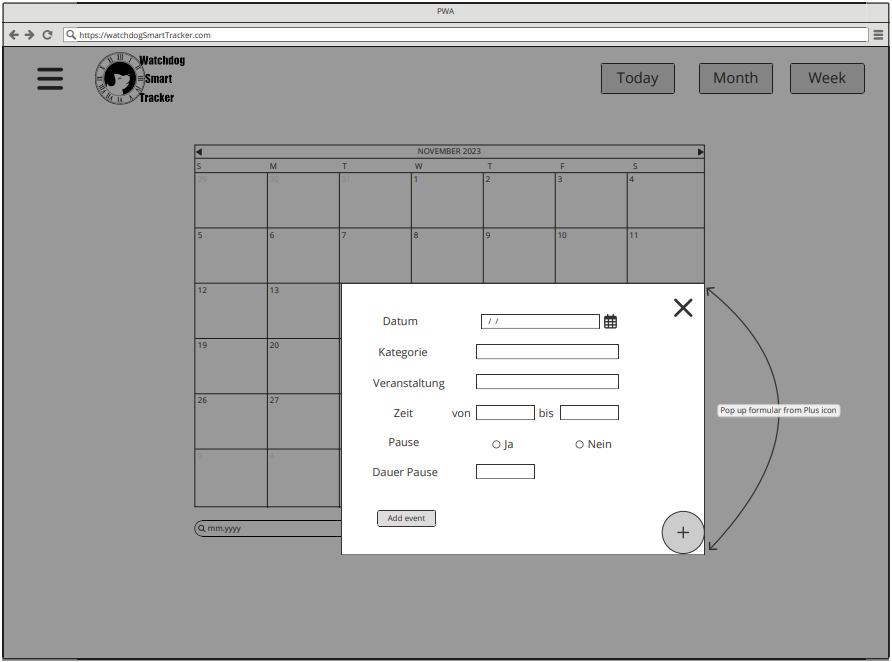 PWA
https://watchdogSmartTracker.com
Watchdog
Smart
Tracker
Today Month Week
NOVEMBER 2023
S M T W T F S
29 30 31 1 2 3 4
5 6 7 8 9 10 11
12 13
19 20
26 27
3
Datum / /
Kategorie
Veranstaltung
Zeit von bis
Pause Ja Nein
Dauer Pause
Add event
+
mm.yyyy
Pop up formular from Plus icon